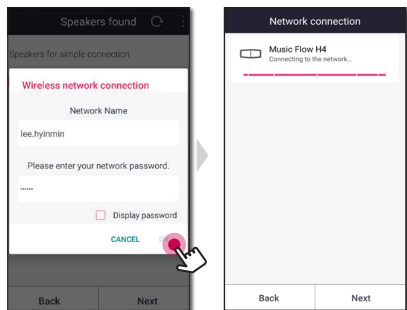 Speakers found
Speakers for simple connection
Wireless network connection
Network Name
lee.hyinmin
Please enter your network password.
......
Display password
CANCEL
Back
Next
Network connection
Music Flow H4
Connecting to the network...
Back
Next